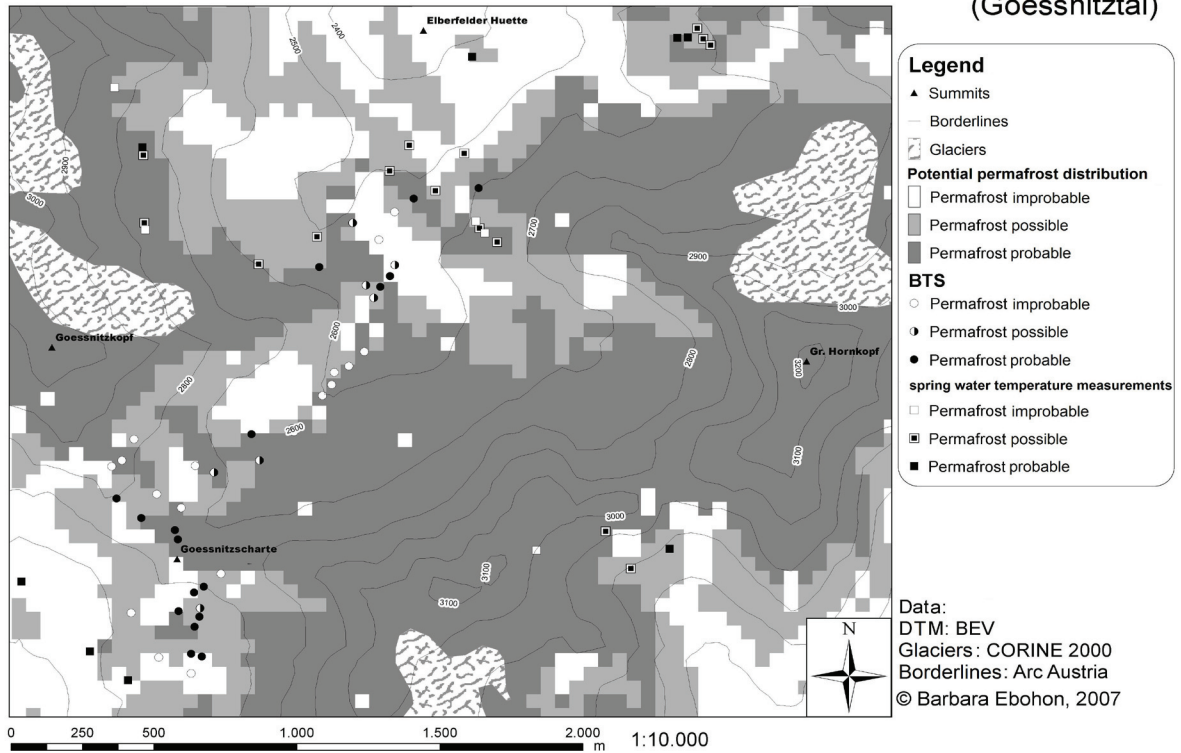 (Goessnitztal)
Elberfelder Huette
2400
2500
2900
3000
2700
2900
3000
Goessnitzkopf
2600
2800
2800
Gr. Hornkopf
3200
2600
3100
3000
Goessnitzscharte
3100
3100
N
Legend
Summits
Borderlines
Glaciers
Potential permafrost distribution
Permafrost improbable
Permafrost possible
Permafrost probable
BTS
Permafrost improbable
Permafrost possible
Permafrost probable
spring water temperature measurements
Permafrost improbable
Permafrost possible
Permafrost probable
Data:
DTM: BEV
Glaciers: CORINE 2000
Borderlines: Arc Austria
© Barbara Ebohon, 2007
0 250 500 1.000 1.500 2.000 m 1:10.000